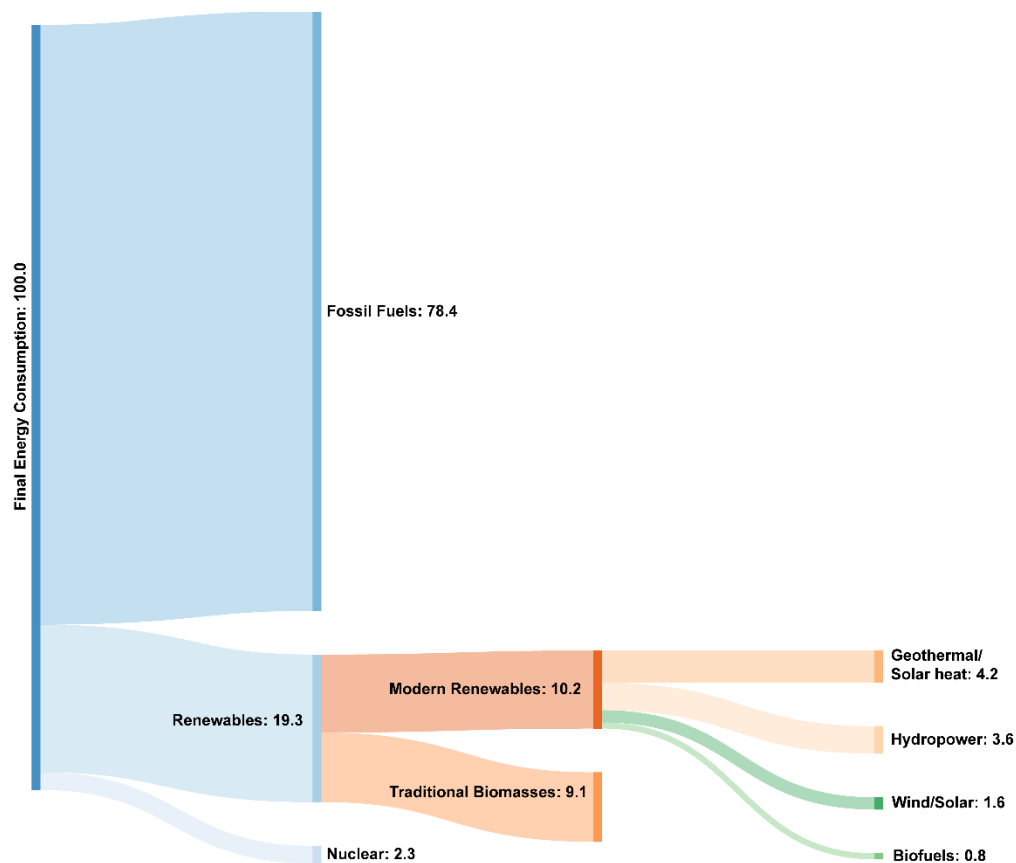 Final Energy Consumption: 100.0
Fossil Fuels: 78.4
Renewables: 19.3
Nuclear: 2.3
Modern Renewables: 10.2
Traditional Biomasses: 9.1
Geothermal/
Solar heat: 4.2
Hydropower: 3.6
Wind/Solar: 1.6
Biofuels: 0.8